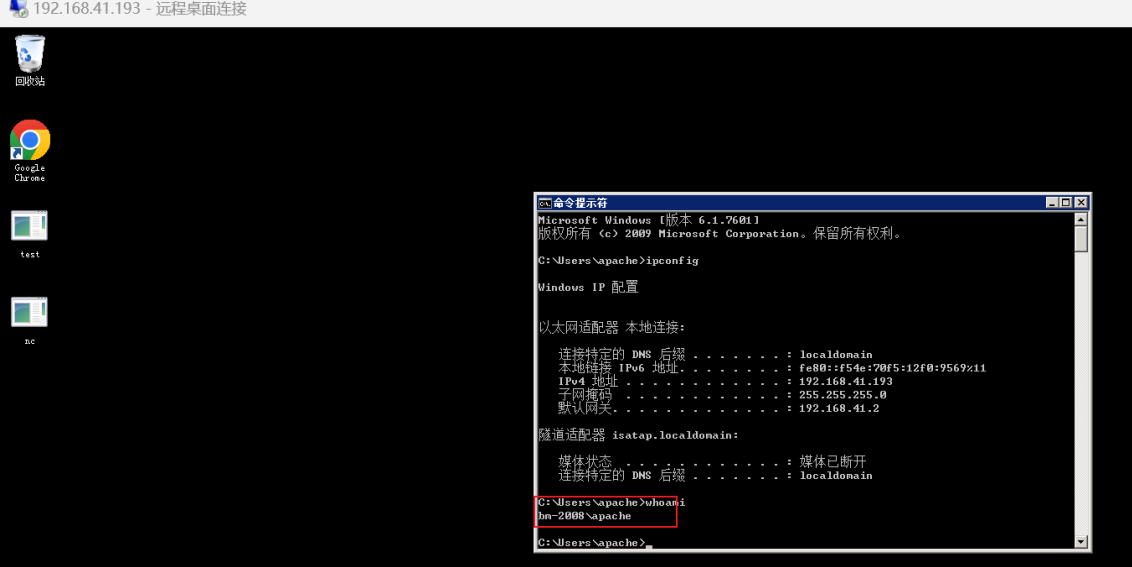 192.168.41.193 - 远程桌面连接
回收站
Google
Chrome
test
nc
命令提示符
Microsoft Windows [版本 6.1.7601]
版权所有 (c) 2009 Microsoft Corporation。保留所有权利。
C:\Users\apache>ipconfig
Windows IP 配置
以太网适配器 本地连接:
连接特定的 DNS 后缀 . . . . . . . : localdomain
本地链接 IPv6 地址. . . . . . . . : fe80::f54e:70f5:12f0:9569%11
IPv4 地址 . . . . . . . . . . . . : 192.168.41.193
子网掩码  . . . . . . . . . . . . : 255.255.255.0
默认网关. . . . . . . . . . . . . : 192.168.41.2
隧道适配器 isatap.localdomain:
媒体状态  . . . . . . . . . . . . : 媒体已断开
连接特定的 DNS 后缀 . . . . . . . : localdomain
C:\Users\apache>whoami
bm-2008\apache
C:\Users\apache>